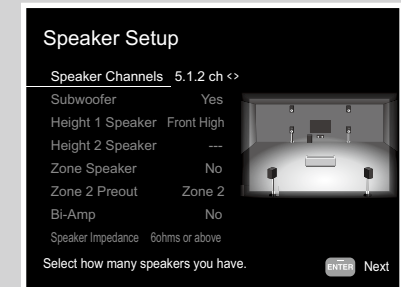 Speaker Setup
Speaker Channels 5.1.2 ch <>
Subwoofer Yes
Height 1 Speaker Front High
Height 2 Speaker ---
Zone Speaker No
Zone 2 Preout Zone 2
Bi-Amp No
Speaker Impedance 6ohms or above
Select how many speakers you have. ENTER Next